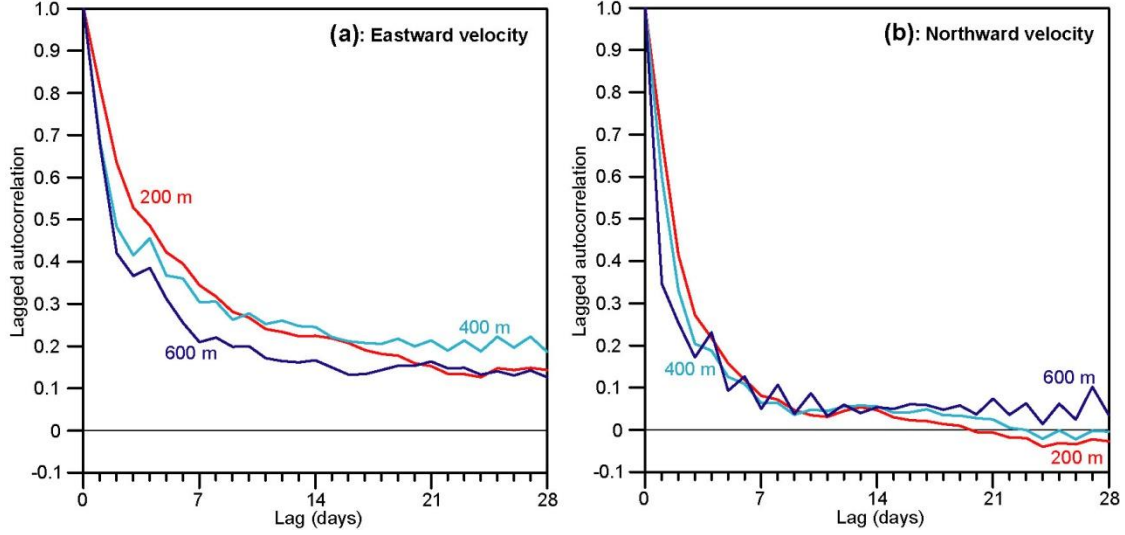 (a): Eastward velocity
Lagged autocorrelation
1.0
0.9
0.8
0.7
0.6
0.5
0.4
0.3
0.2
0.1
0
-0.1
200 m
400 m
600 m
0 7 14 21 28
Lag (days)
(b): Northward velocity
Lagged autocorrelation
1.0
0.9
0.8
0.7
0.6
0.5
0.4
0.3
0.2
0.1
0
-0.1
400 m
600 m
200 m
0 7 14 21 28
Lag (days)